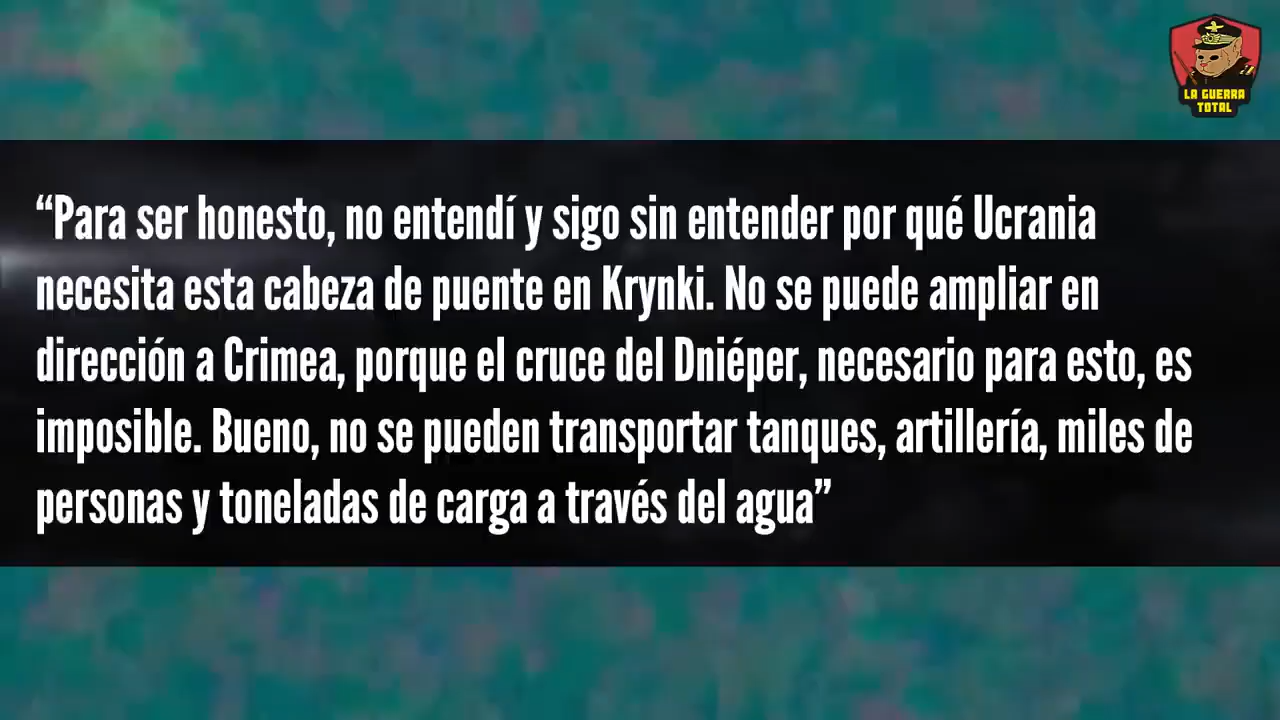 LA GUERRA
TOTAL
“Para ser honesto, no entendí y sigo sin entender por qué Ucrania
necesita esta cabeza de puente en Krynki. No se puede ampliar en
dirección a Crimea, porque el cruce del Dniéper, necesario para esto, es
imposible. Bueno, no se pueden transportar tanques, artillería, miles de
personas y toneladas de carga a través del agua”